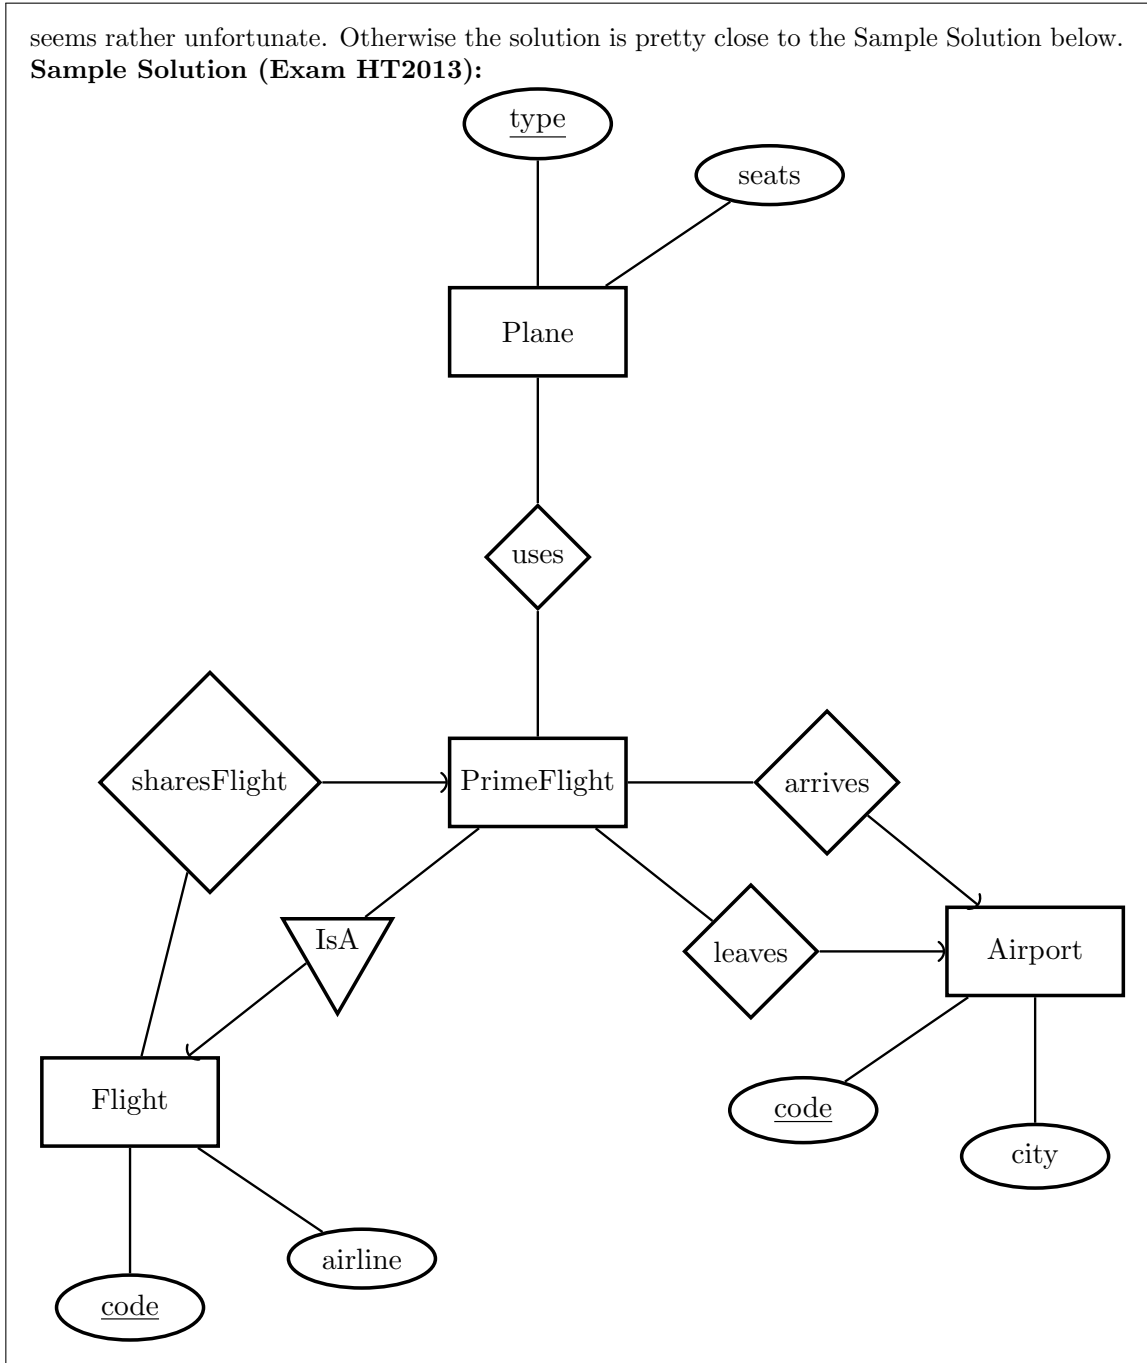 seems rather unfortunate. Otherwise the solution is pretty close to the Sample Solution below.
Sample Solution (Exam HT2013):
type
seats
Plane
uses
sharesFlight
PrimeFlight
arrives
IsA
leaves
Airport
Flight
code
city
airline
code